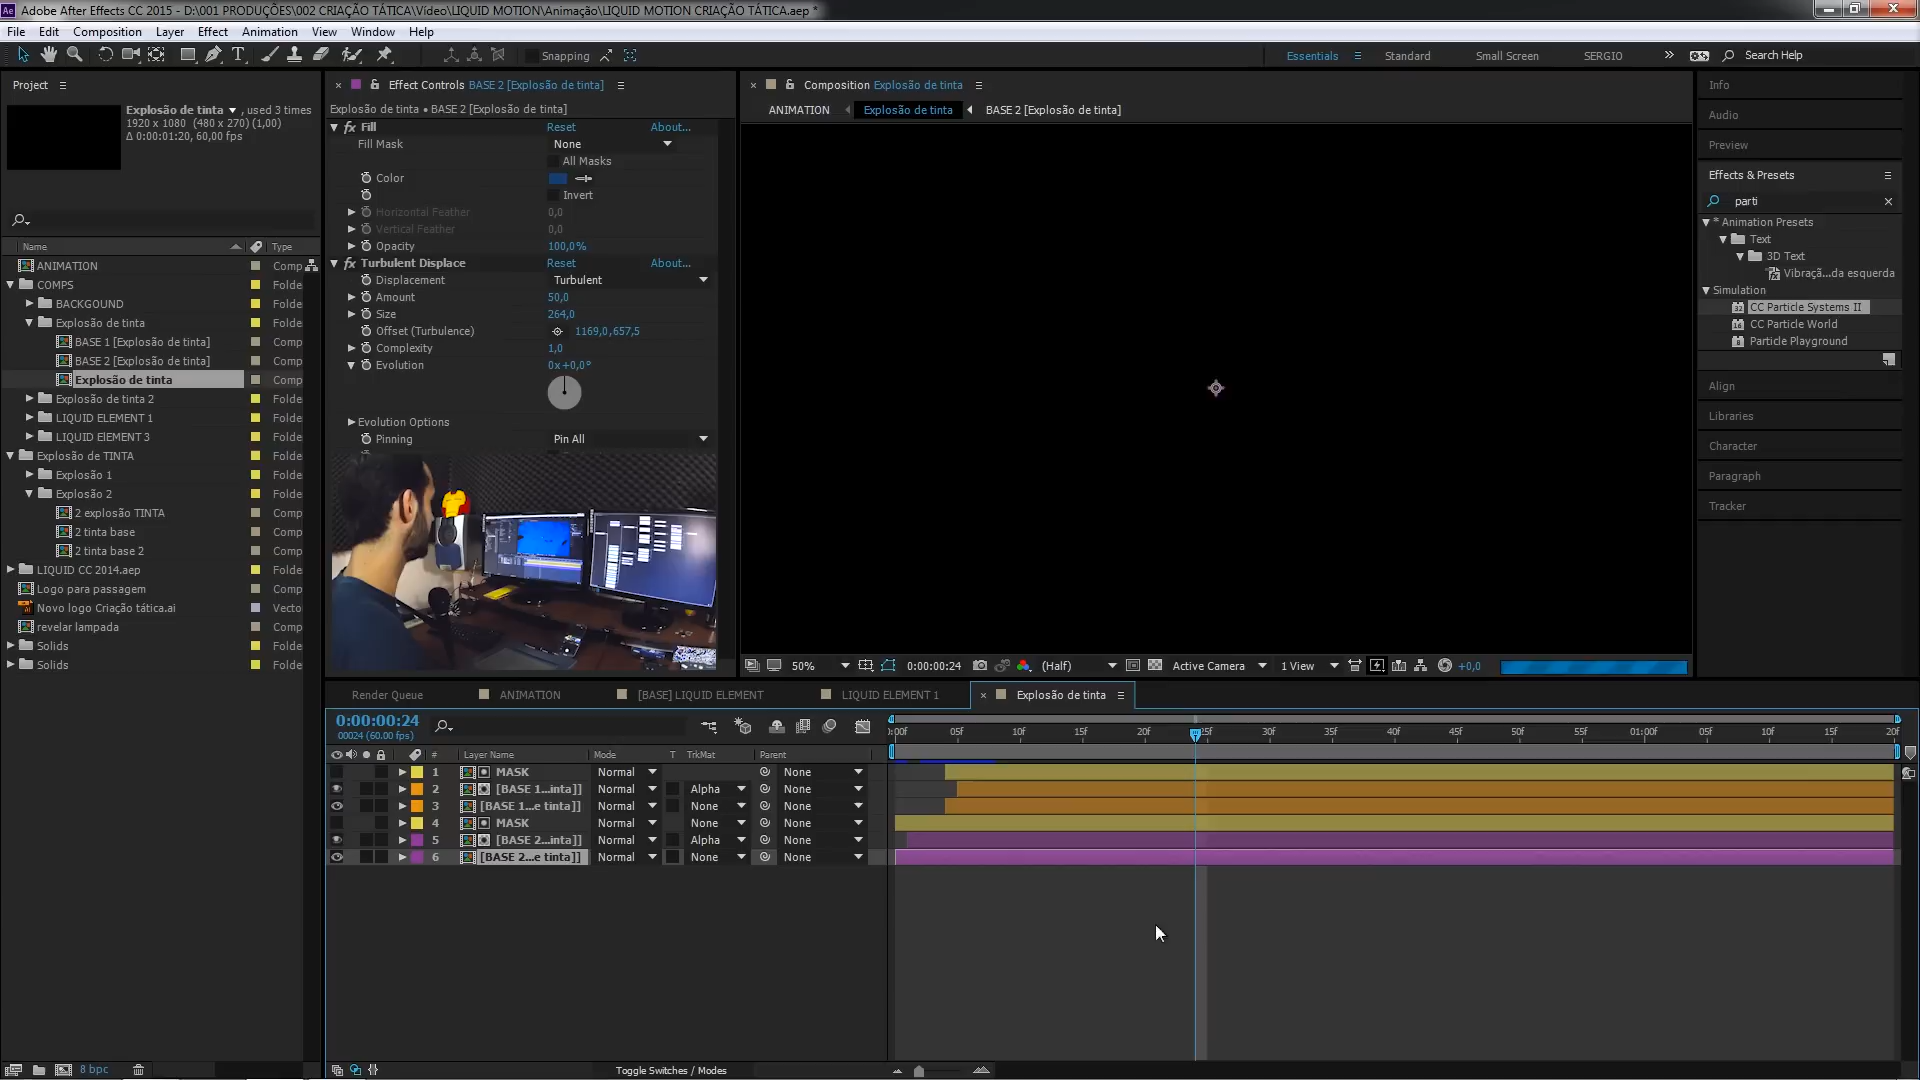 Adobe After Effects CC 2015 - D:\001 PRODUÇÕES\002 CRIAÇÃO TÁTICA\Vídeo\LIQUID MOTION\Animação\LIQUID MOTION CRIAÇÃO TÁTICA.aep *
File Edit Composition Layer Effect Animation View Window Help
Snapping Essentials Standard Small Screen SERGIO Search Help
Project
Explosão de tinta , used 3 times
1920 x 1080 (480 x 270) (1,00)
Δ 0:00:01:20, 60,00 fps
Name Type
ANIMATION Comp
COMPS Folde
BACKGOUND Folde
Explosão de tinta Folde
BASE 1 [Explosão de tinta] Comp
BASE 2 [Explosão de tinta] Comp
Explosão de tinta Comp
Explosão de tinta 2 Folde
LIQUID ELEMENT 1 Folde
LIQUID ElEMENT 3 Folde
Explosão de TINTA Folde
Explosão 1 Folde
Explosão 2 Folde
2 explosão TINTA Comp
2 tinta base Comp
2 tinta base 2 Comp
LIQUID CC 2014.aep Folde
Logo para passagem Comp
Novo logo Criação tática.ai Vecto
revelar lampada Comp
Solids Folde
Solids Folde
8 bpc
Effect Controls BASE 2 [Explosão de tinta]
Explosão de tinta • BASE 2 [Explosão de tinta]
fx Fill Reset About...
Fill Mask None
All Masks
Color
Invert
Horizontal Feather 0,0
Vertical Feather 0,0
Opacity 100,0%
fx Turbulent Displace Reset About...
Displacement Turbulent
Amount 50,0
Size 264,0
Offset (Turbulence) 1169,0,657,5
Complexity 1,0
Evolution 0x+0,0°
Evolution Options
Pinning Pin All
Composition Explosão de tinta
ANIMATION Explosão de tinta BASE 2 [Explosão de tinta]
50% 0:00:00:24 (Half) Active Camera 1 View +0,0
Info
Audio
Preview
Effects & Presets
parti
* Animation Presets
Text
3D Text
Vibraçã...da esquerda
Simulation
CC Particle Systems II
CC Particle World
Particle Playground
Align
Libraries
Character
Paragraph
Tracker
Render Queue ANIMATION [BASE] LIQUID ELEMENT LIQUID ELEMENT 1 Explosão de tinta
0:00:00:24
00024 (60.00 fps)
:00f 05f 10f 15f 20f 25f 30f 35f 40f 45f 50f 55f 01:00f 05f 10f 15f 20f
# Layer Name Mode T TrkMat Parent
1 MASK Normal None
2 [BASE 1...inta]] Normal Alpha None
3 [BASE 1...e tinta]] Normal None None
4 MASK Normal None None
5 [BASE 2...inta]] Normal Alpha None
6 [BASE 2...e tinta]] Normal None None
Toggle Switches / Modes